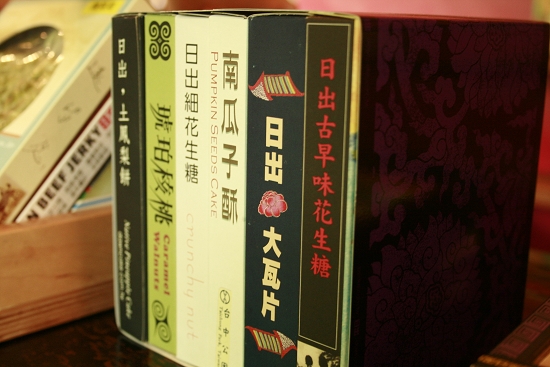 日出，土鳳梨酥
Native Pineapple Cake
琥珀核桃
Caramel Walnuts
日出細花生糖
crunchy nut
南瓜子酥
PUMPKIN SEEDS CAKE
日出
大瓦片
日出古早味花生糖
BEEF JERKY